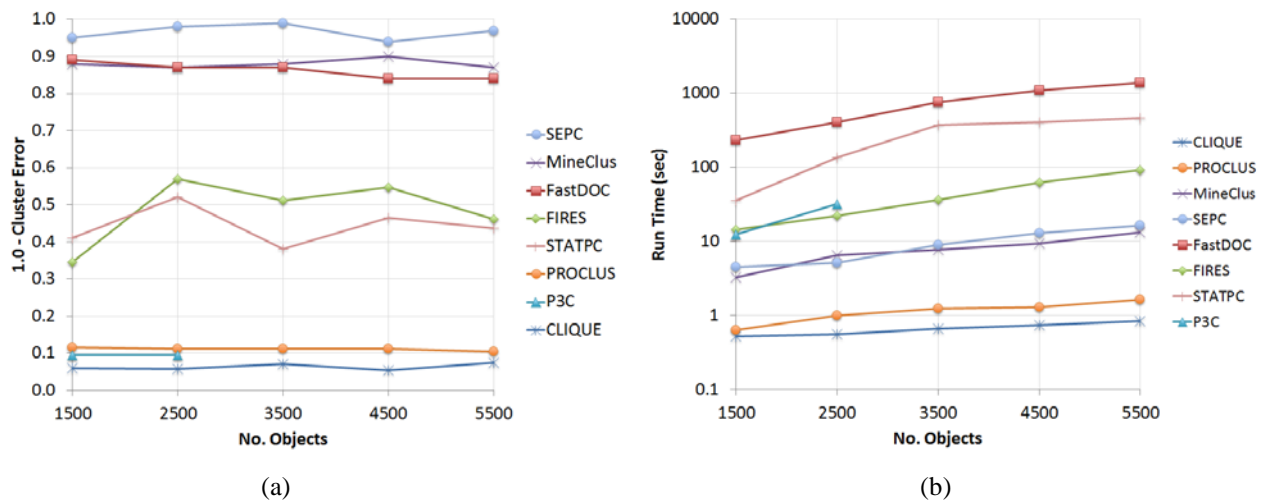 1.0
0.9
0.8
0.7
0.6
0.5
0.4
0.3
0.2
0.1
0.0
1.0 - Cluster Error
1500 2500 3500 4500 5500
No. Objects
SEPC
MineClus
FastDOC
FIRES
STATPC
PROCLUS
P3C
CLIQUE
(a)
10000
1000
100
10
1
0.1
Run Time (sec)
1500 2500 3500 4500 5500
No. Objects
CLIQUE
PROCLUS
MineClus
SEPC
FastDOC
FIRES
STATPC
P3C
(b)